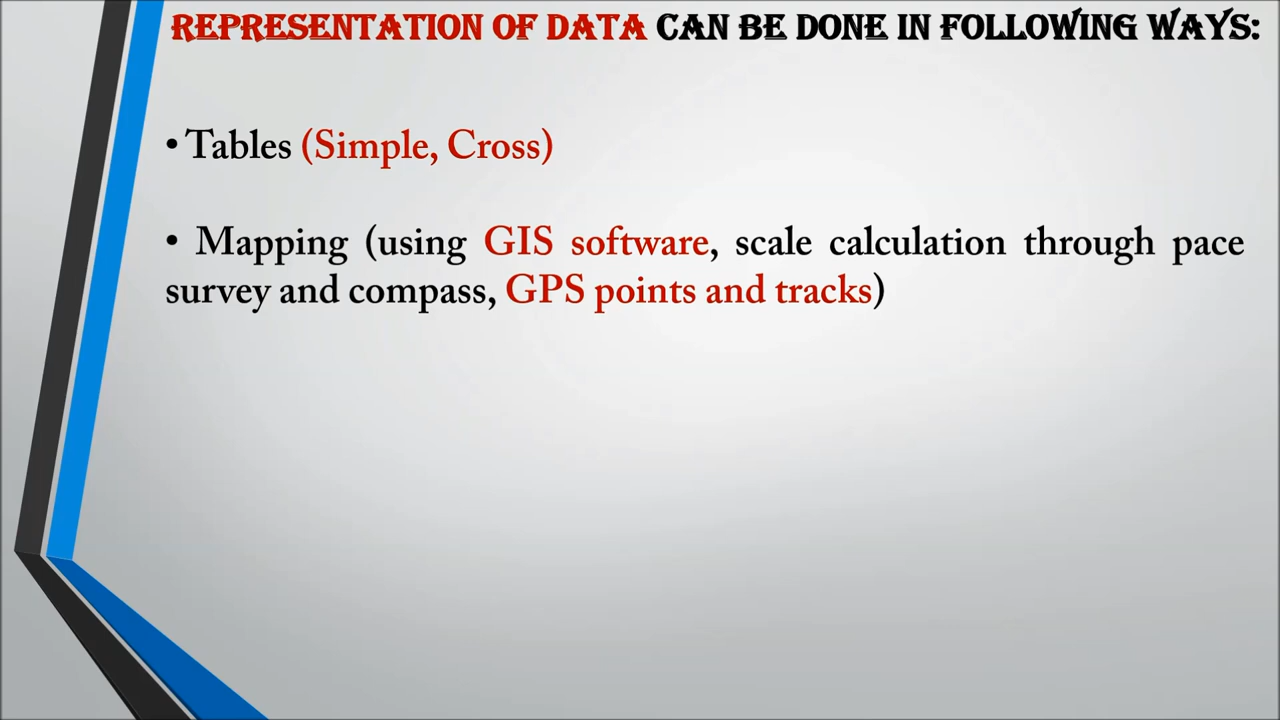 REPRESENTATION OF DATA CAN BE DONE IN FOLLOWING WAYS:
• Tables (Simple, Cross)
• Mapping (using GIS software, scale calculation through pace
survey and compass, GPS points and tracks)